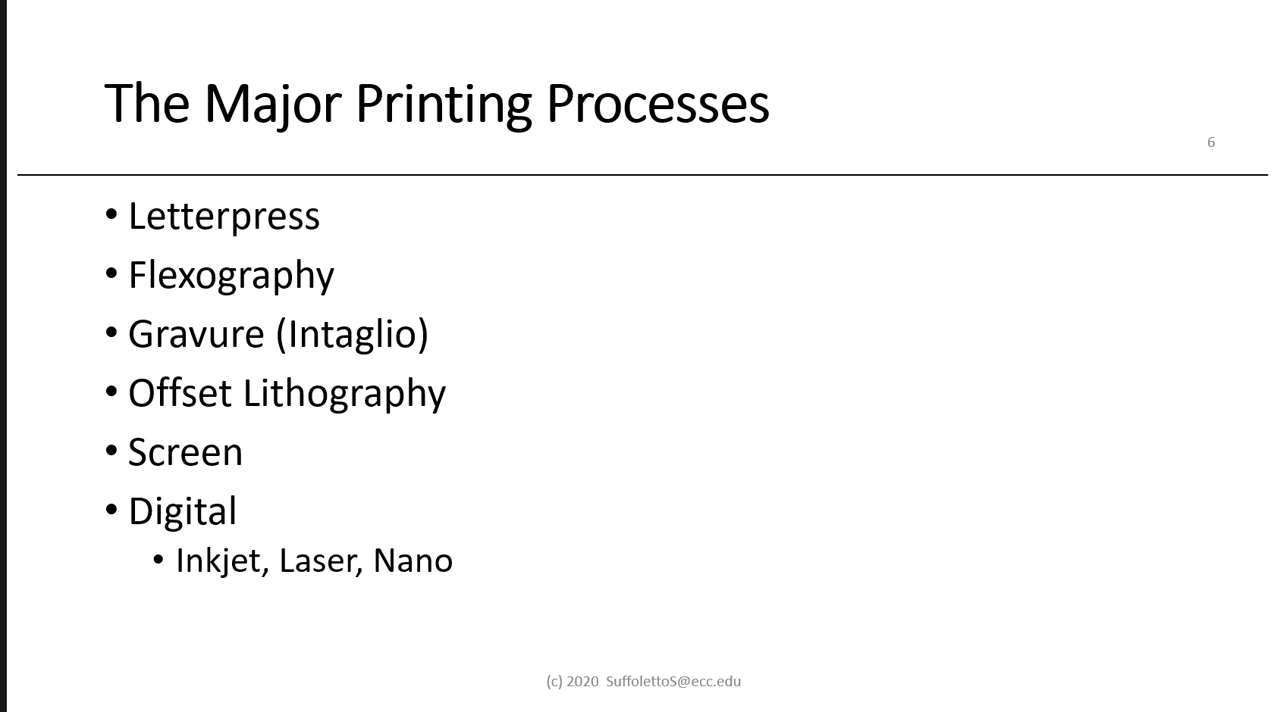 The Major Printing Processes
6
• Letterpress
• Flexography
• Gravure (Intaglio)
• Offset Lithography
• Screen
• Digital
• Inkjet, Laser, Nano
(c) 2020 SuffolettoS@ecc.edu